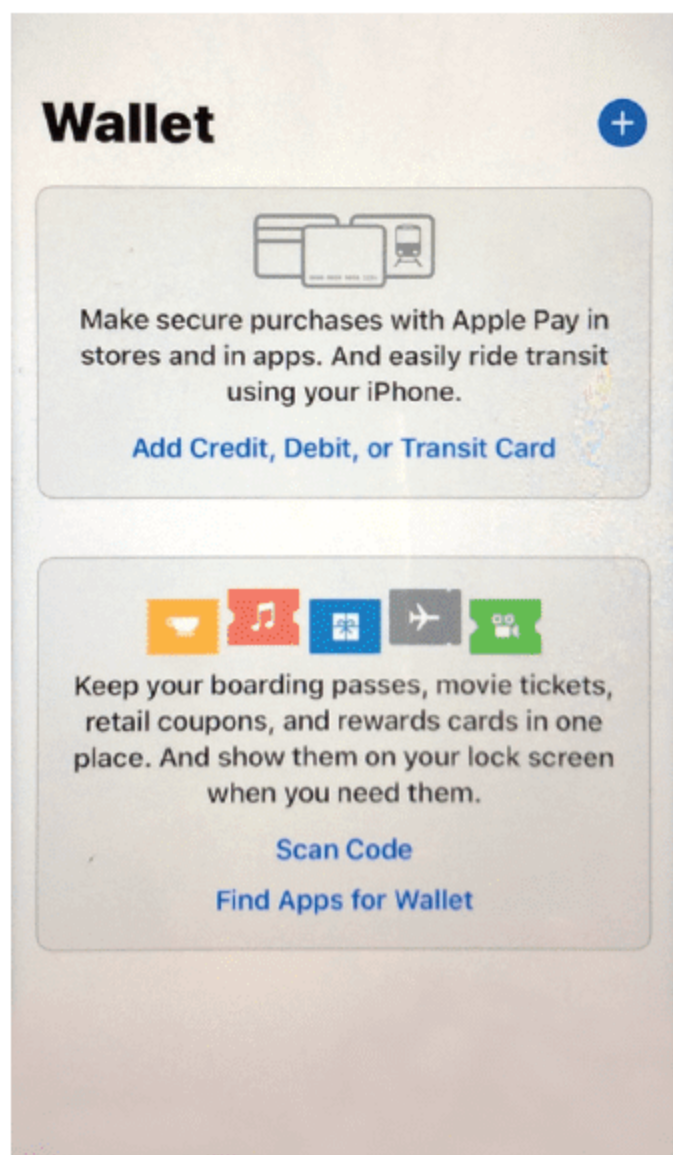 Wallet
Make secure purchases with Apple Pay in
stores and in apps. And easily ride transit
using your iPhone.
Add Credit, Debit, or Transit Card
Keep your boarding passes, movie tickets,
retail coupons, and rewards cards in one
place. And show them on your lock screen
when you need them.
Scan Code
Find Apps for Wallet